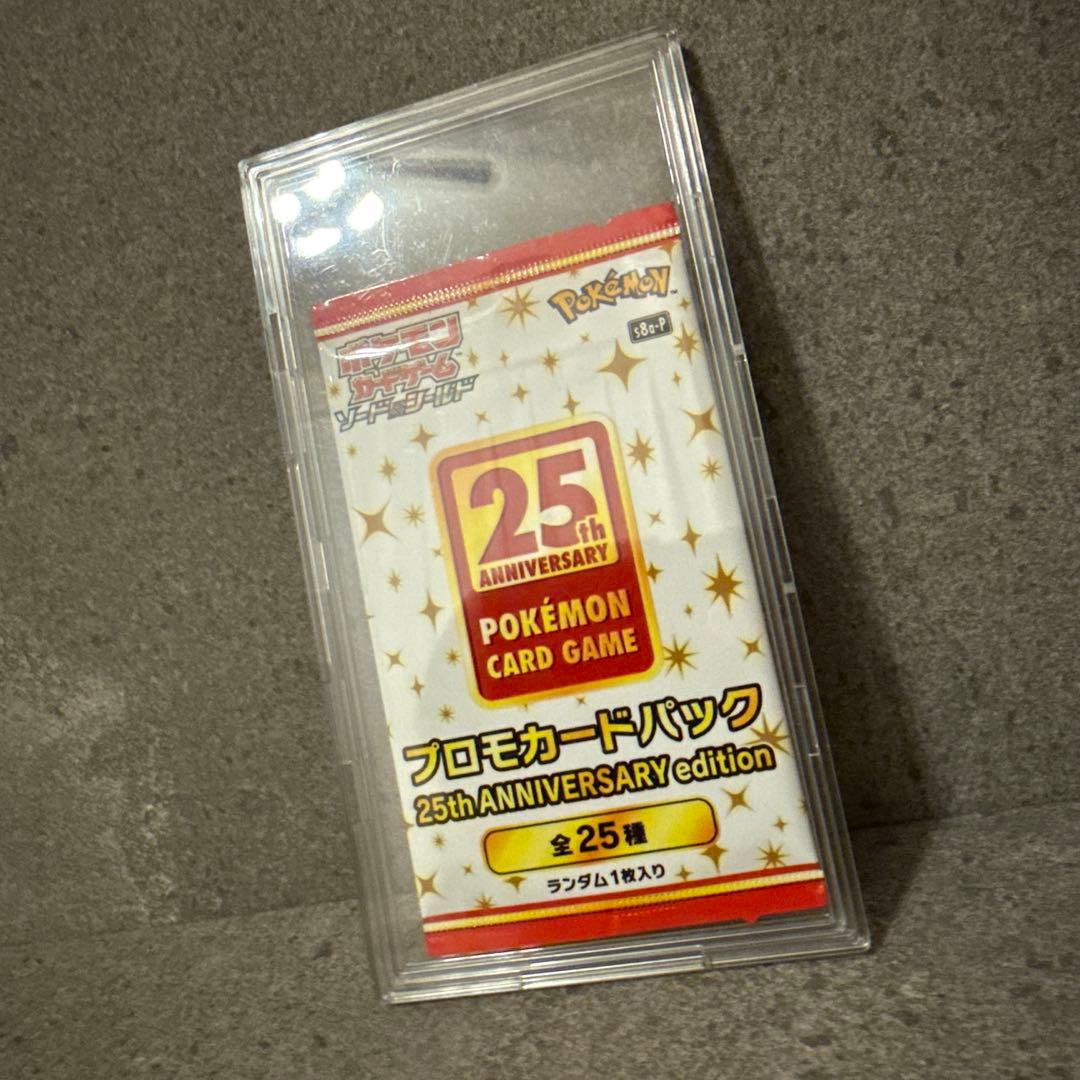 Pokémon
s8a-P
ポケモン
カードゲーム
ソード&シールド
25th
ANNIVERSARY
POKÉMON
CARD GAME
プロモカードパック
25th ANNIVERSARY edition
全25種
ランダム1枚入り